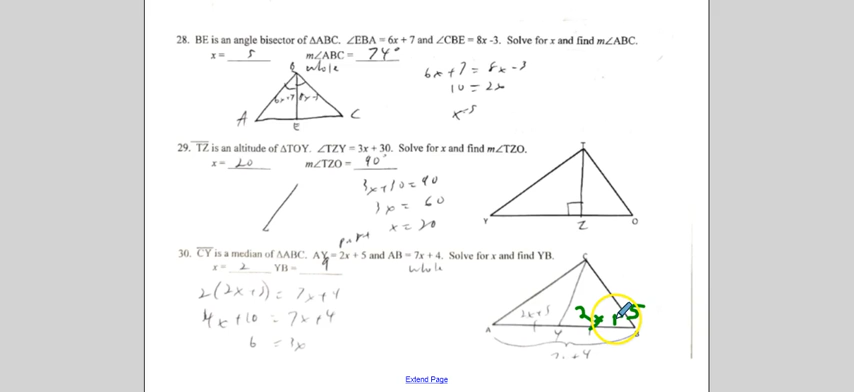 28. BE is an angle bisector of ΔABC. ∠EBA = 6x + 7 and ∠CBE = 8x -3. Solve for x and find m∠ABC.
x = 5 m∠ABC = 74°
whole
6x + 7 = 8x - 3
10 = 2x
x = 5
B
6x+7 8x-3
A E C
29. TZ is an altitude of ΔTOY. ∠TZY = 3x + 30. Solve for x and find m∠TZO.
x = 20 m∠TZO = 90°
3x + 30 = 90
3x = 60
x = 20
T
Y Z O
part
30. CY is a median of ΔABC. AY = 2x + 5 and AB = 7x + 4. Solve for x and find YB.
x = 2 YB = 9
whole
2(2x+5) = 7x+4
4x + 10 = 7x + 4
6 = 3x
2x+5 2x+5
A Y
7x+4
Extend Page